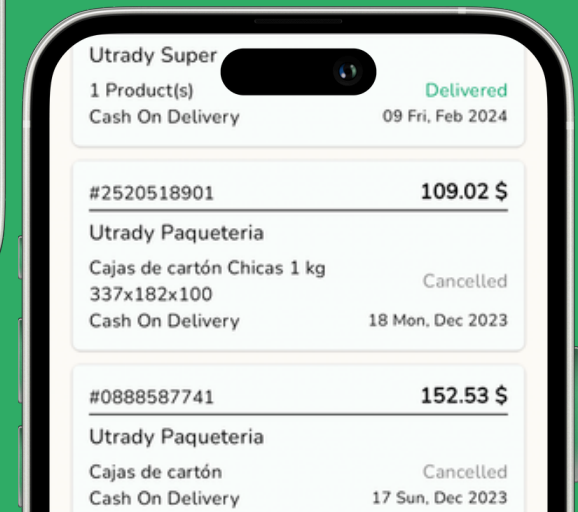 Utrady Super
1 Product(s) Delivered
Cash On Delivery 09 Fri, Feb 2024
#2520518901 109.02 $
Utrady Paqueteria
Cajas de cartón Chicas 1 kg
337x182x100 Cancelled
Cash On Delivery 18 Mon, Dec 2023
#0888587741 152.53 $
Utrady Paqueteria
Cajas de cartón Cancelled
Cash On Delivery 17 Sun, Dec 2023